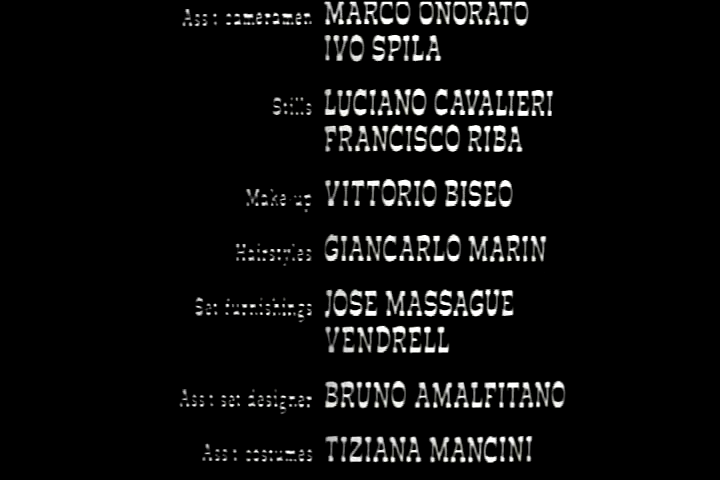 Ass't cameramen MARCO ONORATO
IVO SPILA
Stills LUCIANO CAVALIERI
FRANCISCO RIBA
Make-up VITTORIO BISEO
Hairstyles GIANCARLO MARIN
Set furnishings JOSE MASSAGUE
VENDRELL
Ass't set designer BRUNO AMALFITANO
Ass't costumes TIZIANA MANCINI